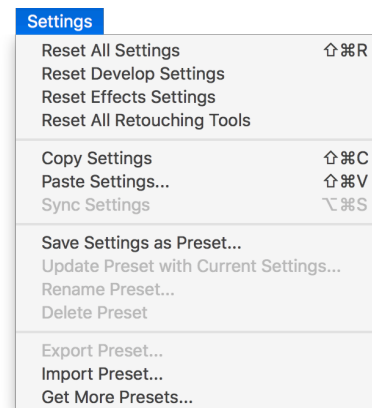 Settings
Reset All Settings ⇧⌘R
Reset Develop Settings
Reset Effects Settings
Reset All Retouching Tools
Copy Settings ⇧⌘C
Paste Settings... ⇧⌘V
Sync Settings ⌥⌘S
Save Settings as Preset...
Update Preset with Current Settings...
Rename Preset...
Delete Preset
Export Preset...
Import Preset...
Get More Presets...